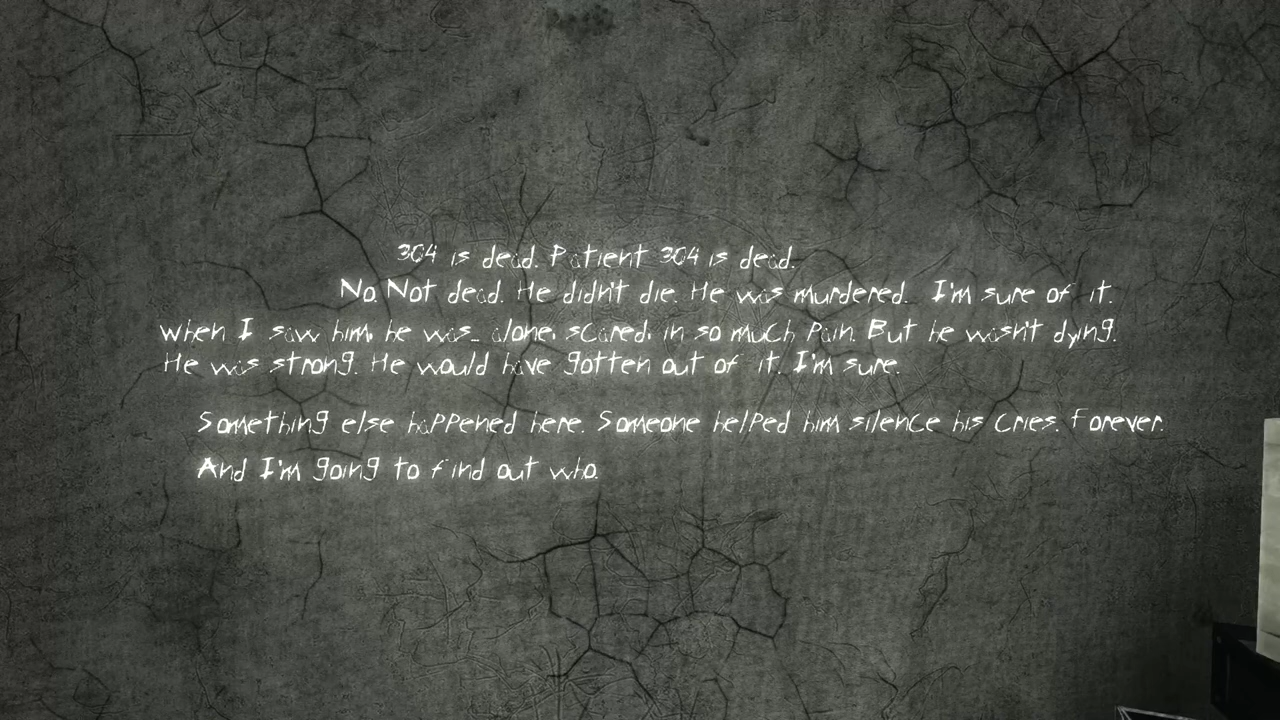 304 is dead. Patient 304 is dead.
No. Not dead. He didn't die. He was murdered. I'm sure of it.
When I saw him, he was... alone, scared, in so much Pain. But he wasn't dying.
He was strong. He would have gotten out of it. I'm sure.
Something else happened here. Someone helped him silence his cries. Forever.
And I'm going to find out who.